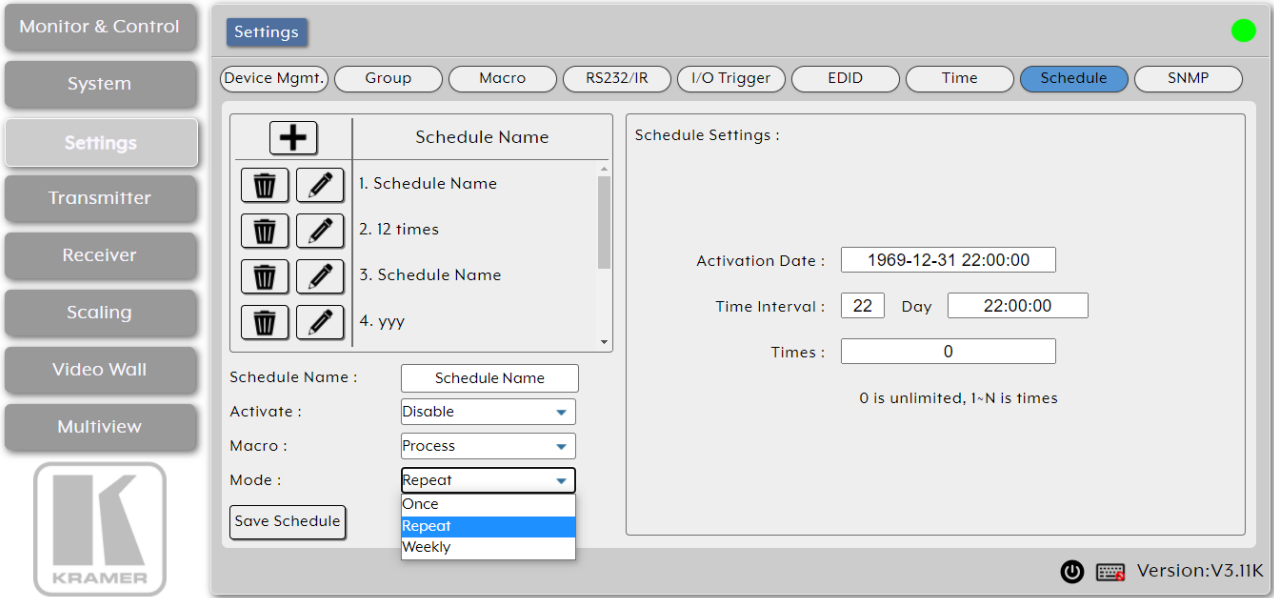 Monitor & Control
System
Settings
Transmitter
Receiver
Scaling
Video Wall
Multiview
KRAMER
Settings
Device Mgmt.
Group
Macro
RS232/IR
I/O Trigger
EDID
Time
Schedule
SNMP
Schedule Name
1. Schedule Name
2. 12 times
3. Schedule Name
4. yyy
Schedule Name : Schedule Name
Activate : Disable
Macro : Process
Mode : Repeat
Once
Repeat
Weekly
Save Schedule
Schedule Settings :
Activation Date : 1969-12-31 22:00:00
Time Interval : 22 Day 22:00:00
Times : 0
0 is unlimited, 1~N is times
Version:V3.11K